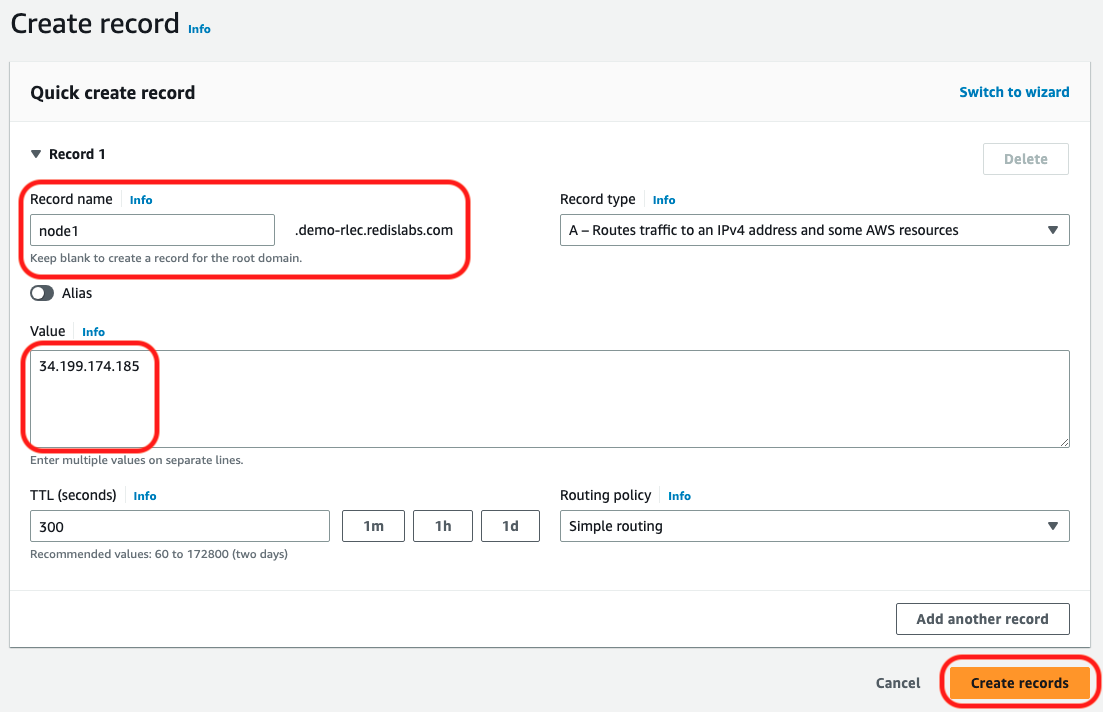 Create record Info
Quick create record
Switch to wizard
▼ Record 1
Delete
Record name Info
node1 .demo-rlec.redislabs.com
Keep blank to create a record for the root domain.
Record type Info
A – Routes traffic to an IPv4 address and some AWS resources
Alias
Value Info
34.199.174.185
Enter multiple values on separate lines.
TTL (seconds) Info
300 1m 1h 1d
Recommended values: 60 to 172800 (two days)
Routing policy Info
Simple routing
Add another record
Cancel Create records